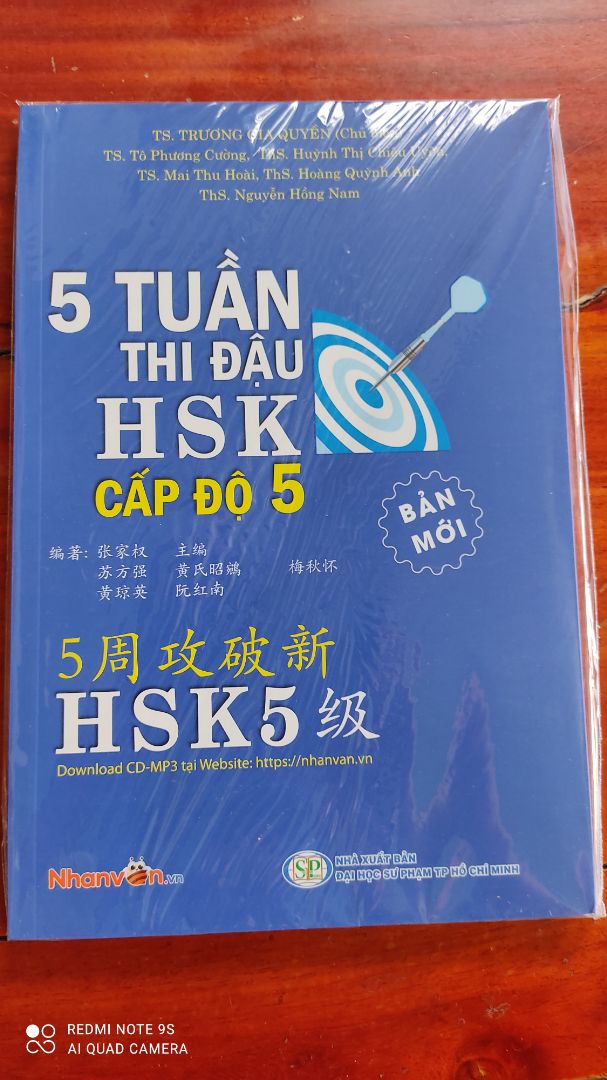 TS. TRƯƠNG GIA QUYỀN (Chủ biên)
TS. Tô Phương Cường, ThS. Huỳnh Thị Chiêu Uyên,
TS. Mai Thu Hoài, ThS. Hoàng Quỳnh Anh
ThS. Nguyễn Hồng Nam
5 TUẦN
THI ĐẬU
HSK
CẤP ĐỘ 5
BẢN
MỚI
编著: 张家权 主编
苏方强 黄氏昭鵷 梅秋怀
黄琼英 阮红南
5周攻破新
HSK5级
Download CD-MP3 tại Website: https://nhanvan.vn
Nhanvan.vn
SP
NHÀ XUẤT BẢN
ĐẠI HỌC SƯ PHẠM TP HỒ CHÍ MINH
REDMI NOTE 9S
AI QUAD CAMERA